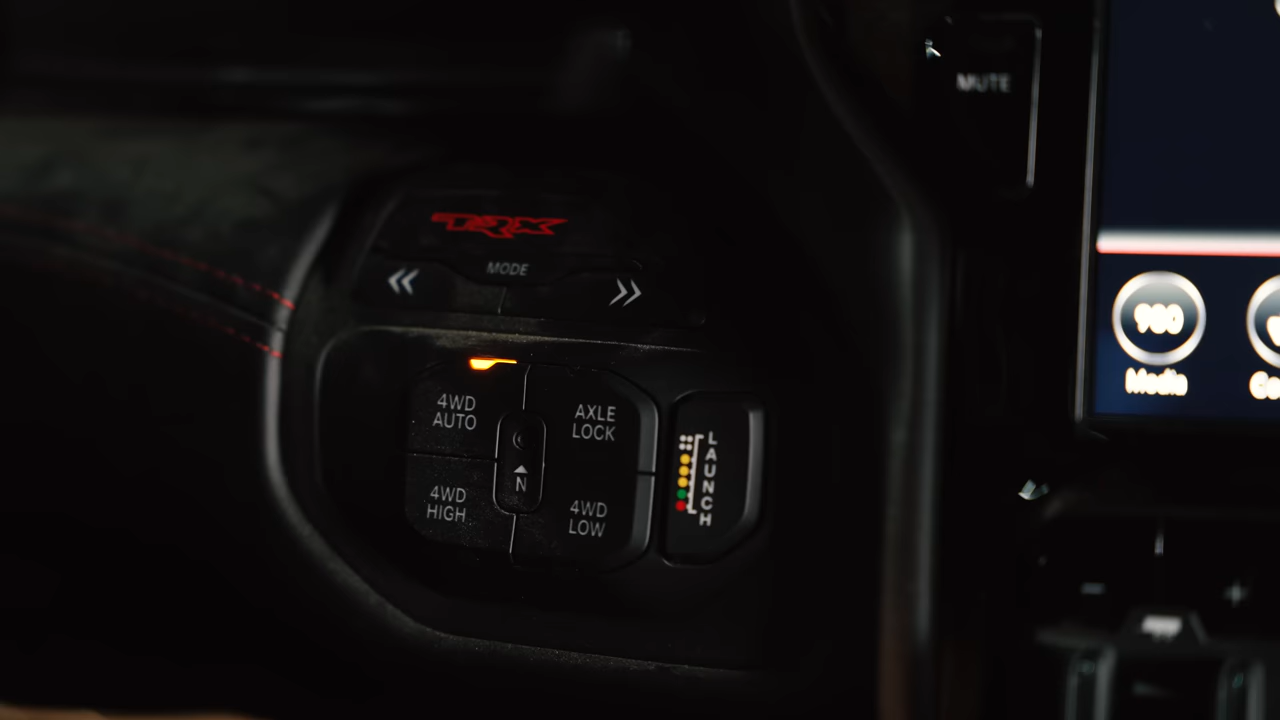 MUTE
TRX
MODE
4WD
AUTO
AXLE
LOCK
N
4WD
HIGH
4WD
LOW
LAUNCH
Media